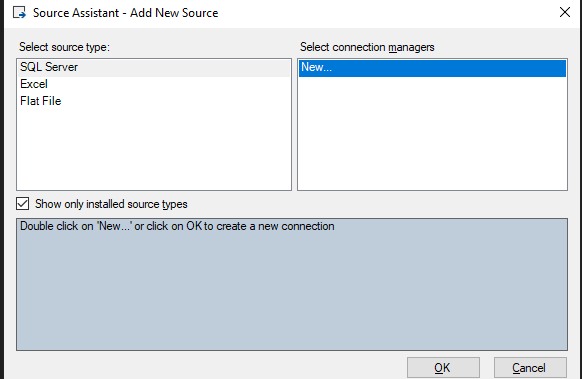 Source Assistant - Add New Source
Select source type:
Select connection managers
SQL Server
New...
Excel
Flat File
Show only installed source types
Double click on 'New...' or click on OK to create a new connection
OK
Cancel